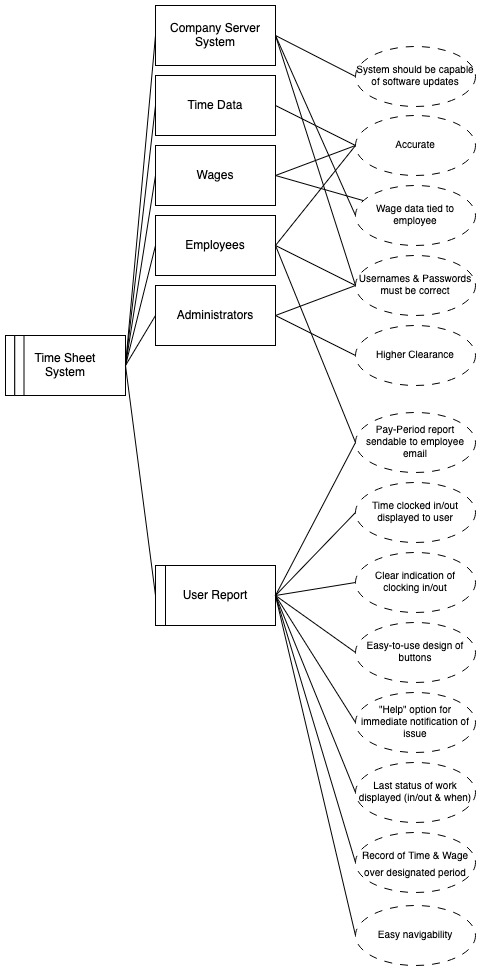 Company Server
System
System should be capable
of software updates
Time Data
Accurate
Wages
Wage data tied to
employee
Employees
Usernames & Passwords
must be correct
Administrators
Higher Clearance
Time Sheet
System
Pay-Period report
sendable to employee
email
Time clocked in/out
displayed to user
User Report
Clear indication of
clocking in/out
Easy-to-use design of
buttons
"Help" option for
immediate notification of
issue
Last status of work
displayed (in/out & when)
Record of Time & Wage
over designated period
Easy navigability